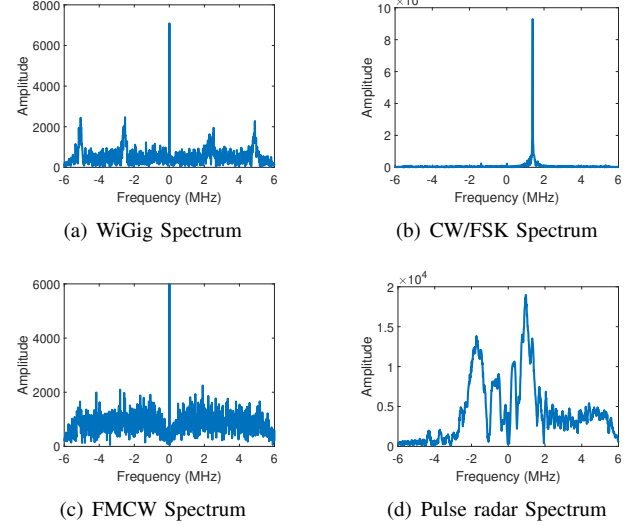 8000
6000
4000
2000
0
Amplitude
-6 -4 -2 0 2 4 6
Frequency (MHz)
(a) WiGig Spectrum
10
8
6
4
2
0
Amplitude
-6 -4 -2 0 2 4 6
Frequency (MHz)
(b) CW/FSK Spectrum
6000
4000
2000
0
Amplitude
-6 -4 -2 0 2 4 6
Frequency (MHz)
(c) FMCW Spectrum
×10⁴
2
1.5
1
0.5
0
Amplitude
-6 -4 -2 0 2 4 6
Frequency (MHz)
(d) Pulse radar Spectrum